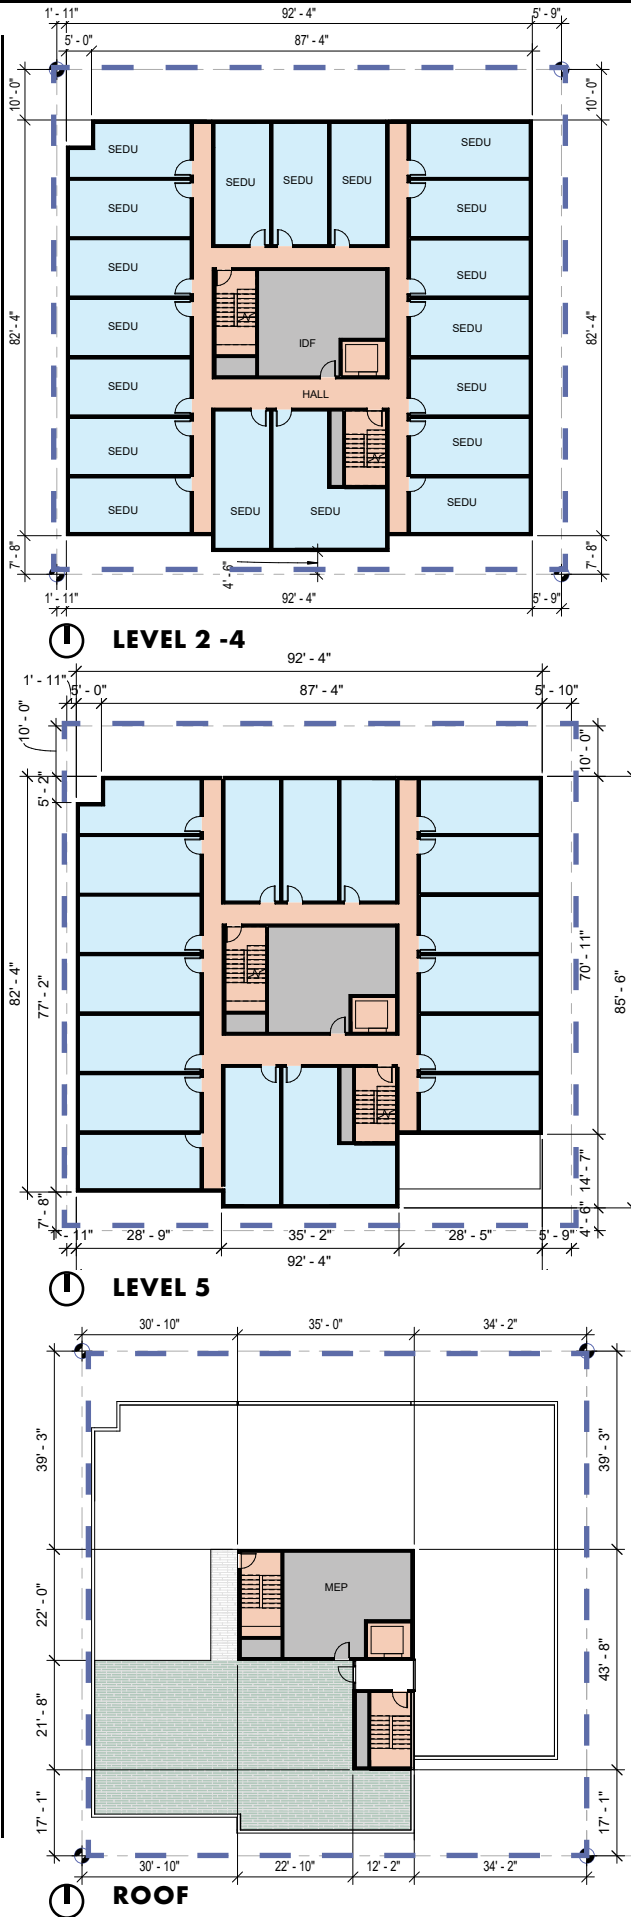 1' - 11" 92' - 4" 5' - 9"
5' - 0" 87' - 4"
10' - 0" 10' - 0"
SEDU SEDU
SEDU SEDU SEDU
SEDU SEDU
SEDU SEDU
82' - 4" SEDU IDF SEDU 82' - 4"
SEDU HALL SEDU
SEDU SEDU
SEDU SEDU SEDU SEDU
7' - 8" 4' - 6" 7' - 8"
1' - 11" 92' - 4" 5' - 9"
LEVEL 2 -4
92' - 4"
1' - 11" 5' - 0" 87' - 4" 5' - 10"
10' - 0" 10' - 0"
5' - 2"
82' - 4" 77' - 2" 70' - 11" 85' - 6"
14' - 7"
7' - 8" 4' - 6"
- 11" 28' - 9" 35' - 2" 28' - 5" 5' - 9"
92' - 4"
LEVEL 5
30' - 10" 35' - 0" 34' - 2"
39' - 3" 39' - 3"
MEP
22' - 0" 43' - 8"
21' - 8"
17' - 1" 17' - 1"
30' - 10" 22' - 10" 12' - 2" 34' - 2"
ROOF